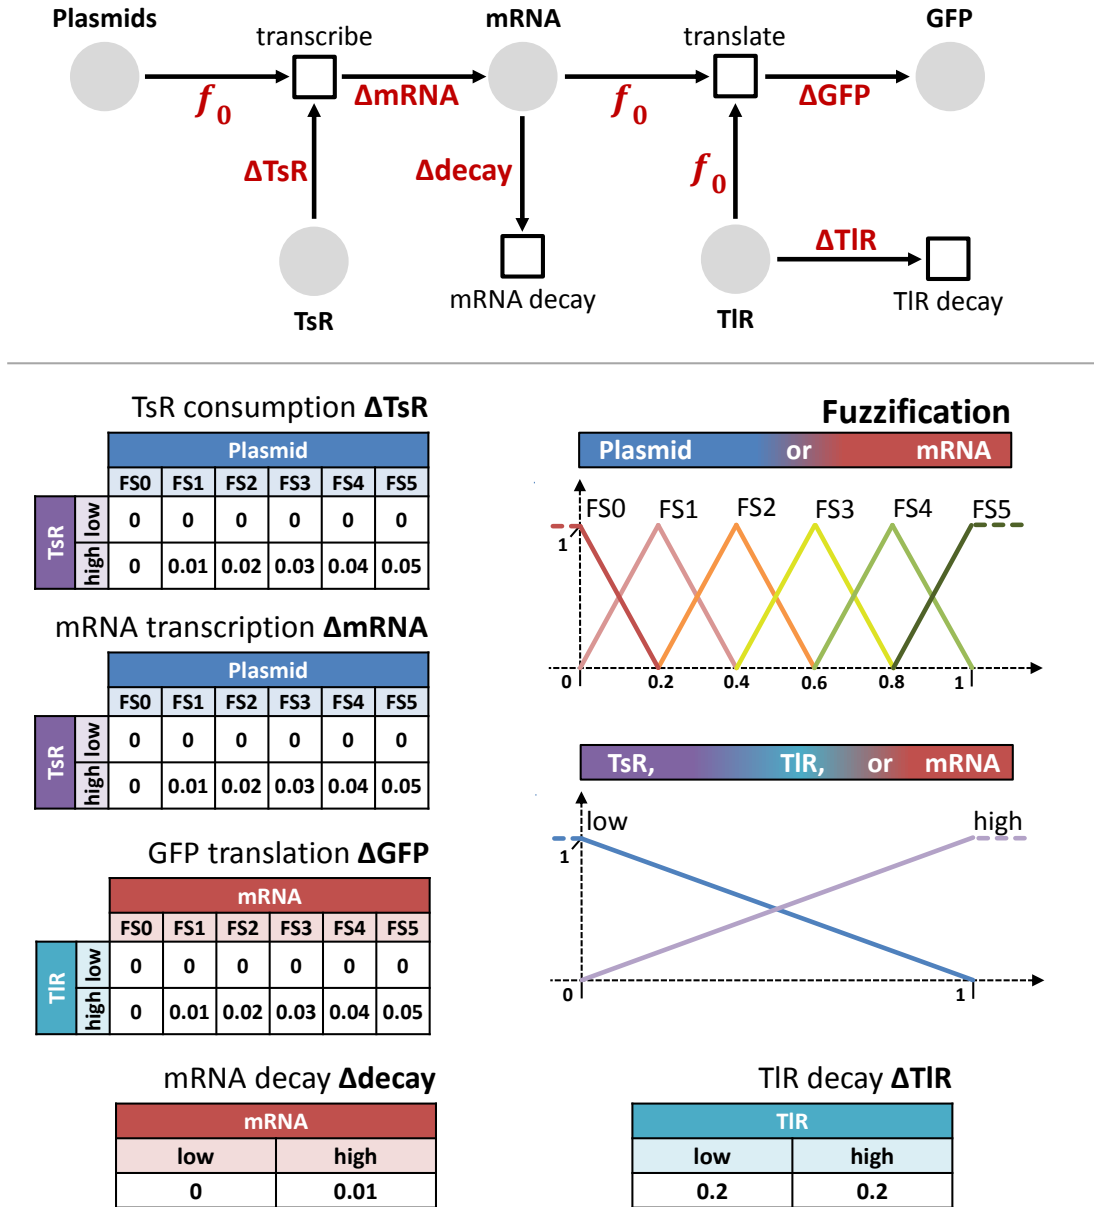 Plasmids mRNA GFP
transcribe translate
f0 ΔmRNA f0 ΔGFP
ΔTsR Δdecay f0
ΔTlR
mRNA decay TlR decay
TsR TlR
TsR consumption ΔTsR
Plasmid
FS0 FS1 FS2 FS3 FS4 FS5
TsR
low 0 0 0 0 0 0
high 0 0.01 0.02 0.03 0.04 0.05
mRNA transcription ΔmRNA
Plasmid
FS0 FS1 FS2 FS3 FS4 FS5
TsR
low 0 0 0 0 0 0
high 0 0.01 0.02 0.03 0.04 0.05
GFP translation ΔGFP
mRNA
FS0 FS1 FS2 FS3 FS4 FS5
TlR
low 0 0 0 0 0 0
high 0 0.01 0.02 0.03 0.04 0.05
mRNA decay Δdecay
mRNA
low high
0 0.01
Fuzzification
Plasmid or mRNA
FS0 FS1 FS2 FS3 FS4 FS5
1
0 0.2 0.4 0.6 0.8 1
TsR, TlR, or mRNA
low high
1
0 1
TlR decay ΔTlR
TlR
low high
0.2 0.2